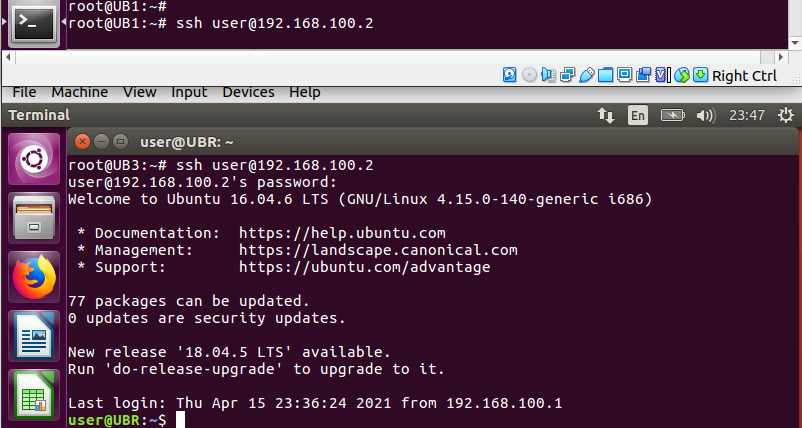 root@UB1:~#
root@UB1:~# ssh user@192.168.100.2
Right Ctrl
File Machine View Input Devices Help
Terminal En 23:47
user@UBR: ~
root@UB3:~# ssh user@192.168.100.2
user@192.168.100.2's password:
Welcome to Ubuntu 16.04.6 LTS (GNU/Linux 4.15.0-140-generic i686)
* Documentation: https://help.ubuntu.com
* Management: https://landscape.canonical.com
* Support: https://ubuntu.com/advantage
77 packages can be updated.
0 updates are security updates.
New release '18.04.5 LTS' available.
Run 'do-release-upgrade' to upgrade to it.
Last login: Thu Apr 15 23:36:24 2021 from 192.168.100.1
user@UBR:~$